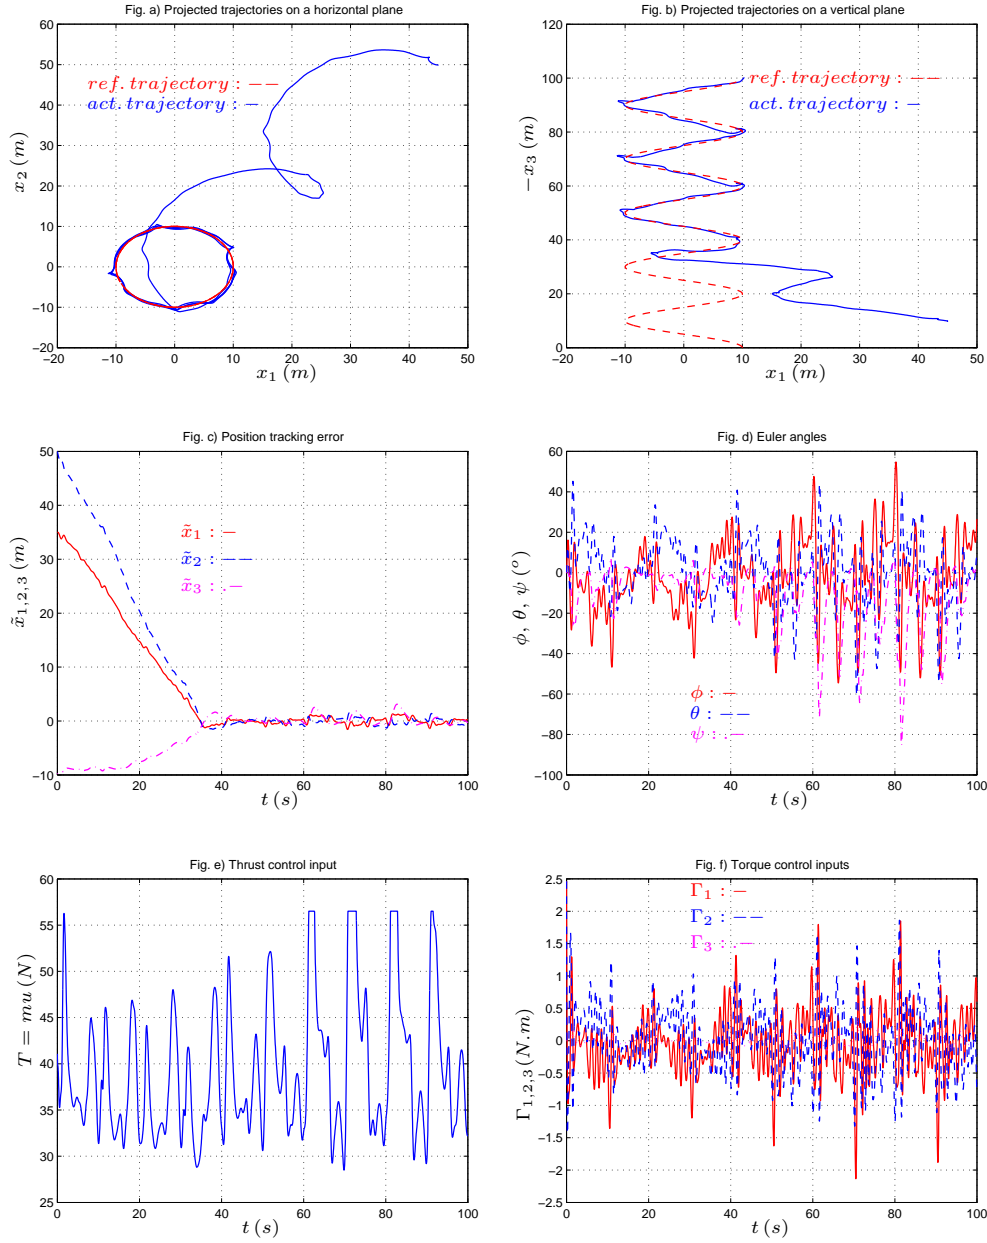 Fig. a) Projected trajectories on a horizontal plane
60
50
40
30
20
10
0
−10
−20
ref. trajectory : −−
act. trajectory : −
x₂ (m)
−20 −10 0 10 20 30 40 50
x₁ (m)
Fig. b) Projected trajectories on a vertical plane
120
100
80
60
40
20
0
ref. trajectory : −−
act. trajectory : −
−x₃ (m)
−20 −10 0 10 20 30 40 50
x₁ (m)
Fig. c) Position tracking error
50
40
30
20
10
0
−10
x̃₁ : −
x̃₂ : −−
x̃₃ : .−
x̃₁,₂,₃ (m)
0 20 40 60 80 100
t (s)
Fig. d) Euler angles
60
40
20
0
−20
−40
−60
−80
−100
ϕ : −
θ : −−
ψ : .−
ϕ, θ, ψ (°)
0 20 40 60 80 100
t (s)
Fig. e) Thrust control input
60
55
50
45
40
35
30
25
T = mu (N)
0 20 40 60 80 100
t (s)
Fig. f) Torque control inputs
2.5
2
1.5
1
0.5
0
−0.5
−1
−1.5
−2
−2.5
Γ₁ : −
Γ₂ : −−
Γ₃ : .−
Γ₁,₂,₃ (N.m)
0 20 40 60 80 100
t (s)